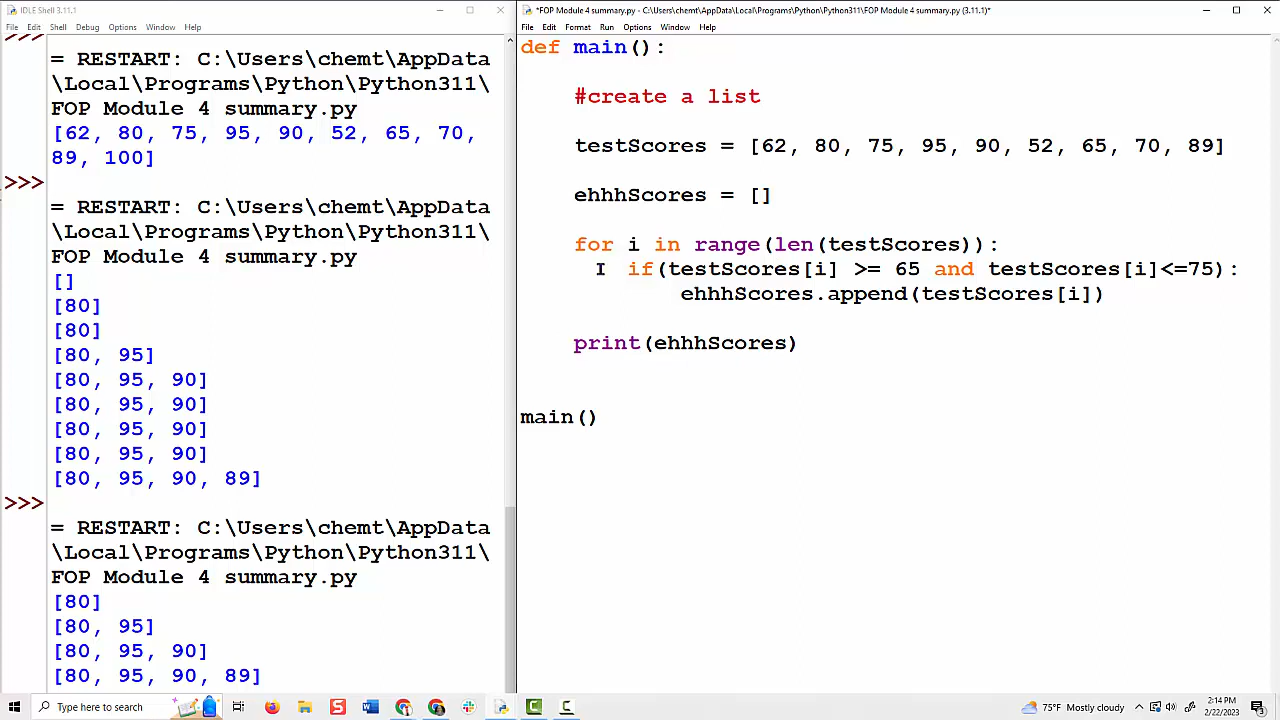 IDLE Shell 3.11.1
File Edit Shell Debug Options Window Help
>>>
= RESTART: C:\Users\chemt\AppData
\Local\Programs\Python\Python311\
FOP Module 4 summary.py
[62, 80, 75, 95, 90, 52, 65, 70,
89, 100]
>>>
= RESTART: C:\Users\chemt\AppData
\Local\Programs\Python\Python311\
FOP Module 4 summary.py
[]
[80]
[80]
[80, 95]
[80, 95, 90]
[80, 95, 90]
[80, 95, 90]
[80, 95, 90]
[80, 95, 90, 89]
>>>
= RESTART: C:\Users\chemt\AppData
\Local\Programs\Python\Python311\
FOP Module 4 summary.py
[80]
[80, 95]
[80, 95, 90]
[80, 95, 90, 89]
*FOP Module 4 summary.py - C:\Users\chemt\AppData\Local\Programs\Python\Python311\FOP Module 4 summary.py (3.11.1)*
File Edit Format Run Options Window Help
def main():
#create a list
testScores = [62, 80, 75, 95, 90, 52, 65, 70, 89]
ehhhScores = []
for i in range(len(testScores)):
if(testScores[i] >= 65 and testScores[i]<=75):
ehhhScores.append(testScores[i])
print(ehhhScores)
main()
Type here to search
75°F Mostly cloudy
2:14 PM
2/22/2023